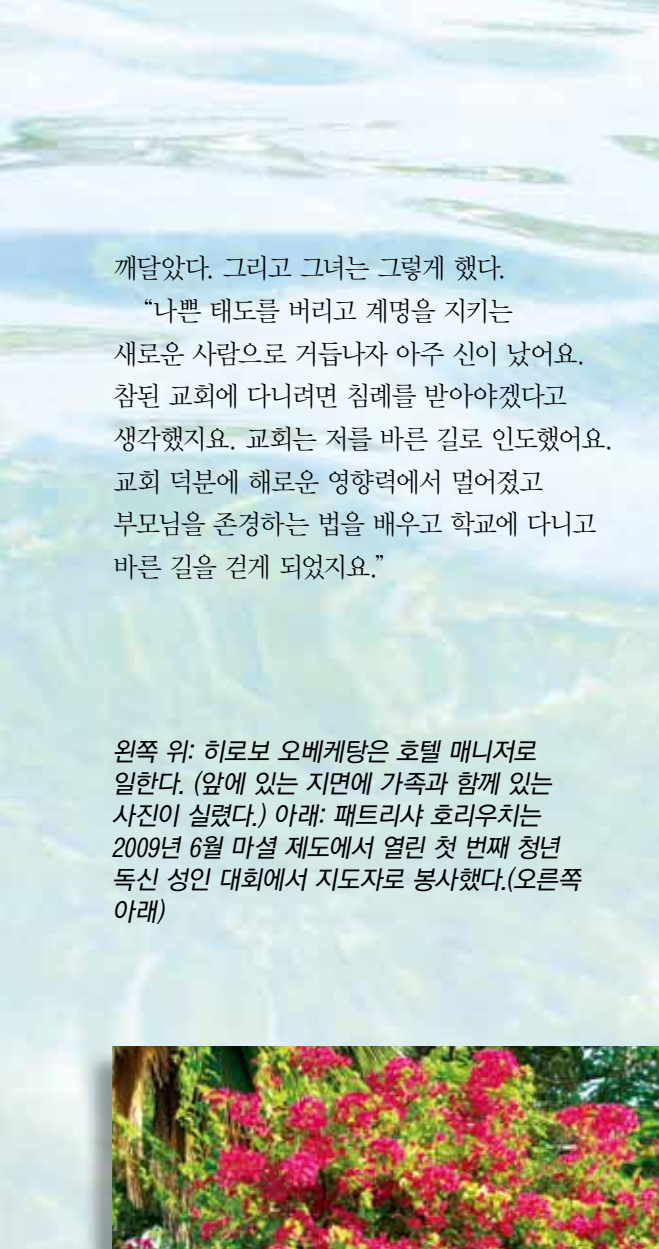 깨달았다. 그리고 그녀는 그렇게 했다.
“나쁜 태도를 버리고 계명을 지키는
새로운 사람으로 거듭나자 아주 신이 났어요.
참된 교회에 다니려면 침례를 받아야겠다고
생각했지요. 교회는 저를 바른 길로 인도했어요.
교회 덕분에 해로운 영향력에서 멀어졌고
부모님을 존경하는 법을 배우고 학교에 다니고
바른 길을 걷게 되었지요.”
왼쪽 위: 히로보 오베케탕은 호텔 매니저로
일한다. (앞에 있는 지면에 가족과 함께 있는
사진이 실렸다.) 아래: 패트리샤 호리우치는
2009년 6월 마셜 제도에서 열린 첫 번째 청년
독신 성인 대회에서 지도자로 봉사했다.(오른쪽
아래)